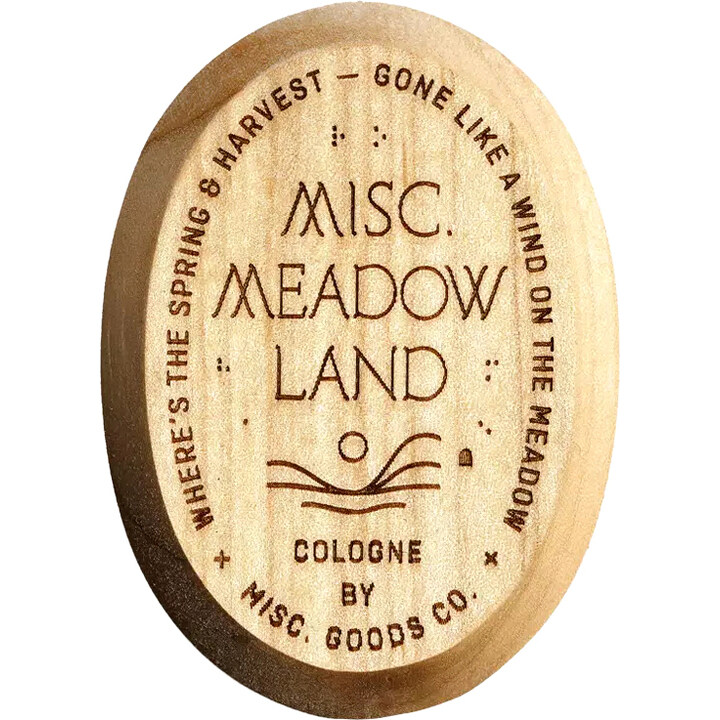 WHERE'S THE SPRING & HARVEST — GONE LIKE A WIND ON THE MEADOW
MISC.
MEADOW
LAND
COLOGNE
BY
MISC. GOODS CO.